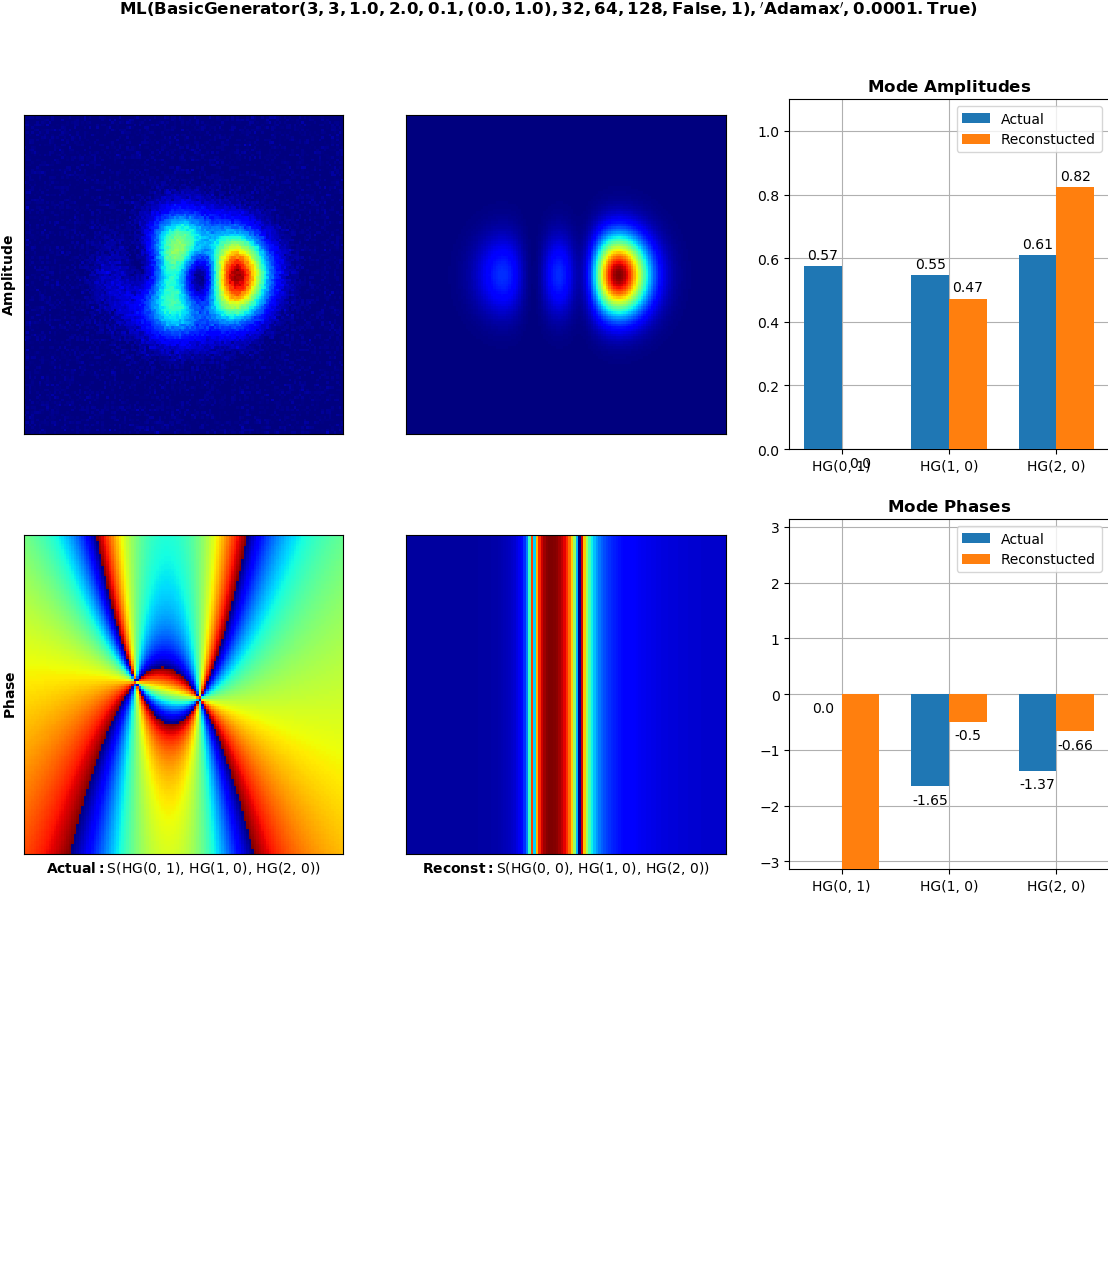 ML(BasicGenerator(3, 3, 1.0, 2.0, 0.1, (0.0, 1.0), 32, 64, 128, False, 1), ′Adamax′, 0.0001. True)
Amplitude
Mode Amplitudes
Actual
Reconstucted
1.0
0.8
0.6
0.4
0.2
0.0
0.57
0.0
0.55
0.47
0.61
0.82
HG(0, 1)
HG(1, 0)
HG(2, 0)
Phase
Actual: S(HG(0, 1), HG(1, 0), HG(2, 0))
Reconst: S(HG(0, 0), HG(1, 0), HG(2, 0))
Mode Phases
Actual
Reconstucted
3
2
1
0
−1
−2
−3
0.0
-1.65
-0.5
-1.37
-0.66
HG(0, 1)
HG(1, 0)
HG(2, 0)